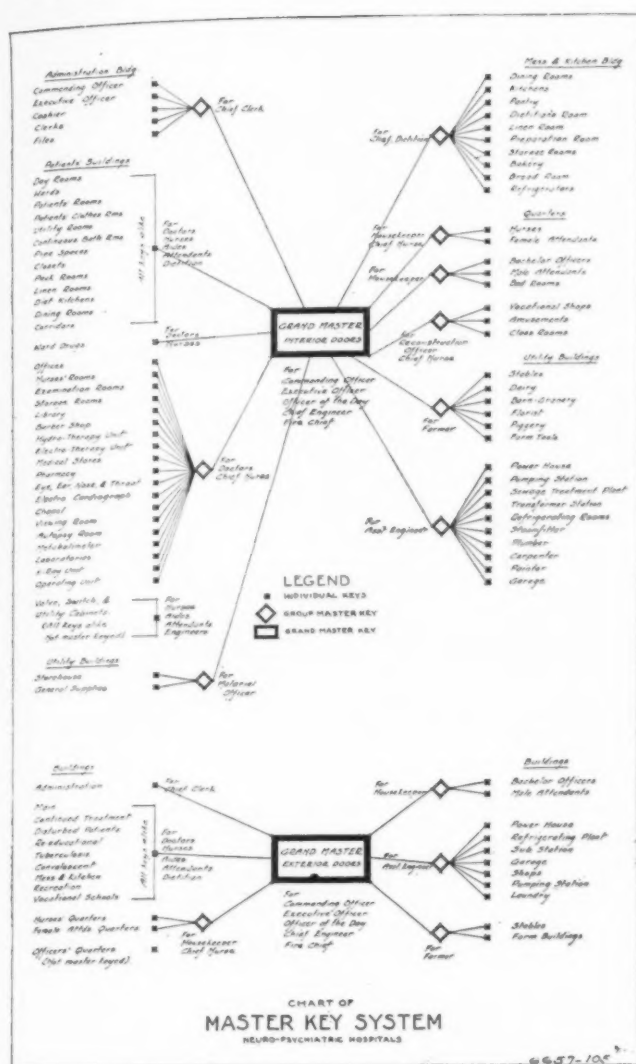 Administration Bldg
Commanding Officer
Executive Officer
Cashier
Clerks
Files
For
Chief Clerk
Patients' Buildings
Day Rooms
Wards
Patients Rooms
Patients' Clothes Rms
Utility Rooms
Continuous Bath Rms
Pipe Spaces
Closets
Pack Rooms
Linen Rooms
Diet Kitchens
Dining Rooms
Corridors
All keys alike
For
Doctors
Nurses
Aides
Attendants
Dietition
Ward Drugs
For
Doctors
Nurses
Offices
Nurses' Rooms
Examination Rooms
Storage Rooms
Library
Barber Shop
Hydro-Therapy Unit
Electro-Therapy Unit
Medical Stores
Pharmacy
Eye, Ear, Nose, & Throat
Electro Cardiograph
Chapel
Viewing Room
Autopsy Room
Metabolimeter
Laboratories
X-Ray Unit
Operating Unit
For
Doctors
Chief Nurse
Valve, Switch, &
Utility Cabinets
(All keys alike
Not master keyed)
For
Nurses
Aides
Attendants
Engineers
Utility Buildings
Storehouse
General Supplies
For
Material
Officer
GRAND MASTER
INTERIOR DOORS
For
Commanding Officer
Executive Officer
Officer of The Day
Chief Engineer
Fire Chief
Mess & Kitchen Bldg
Dining Rooms
Kitchens
Pantry
Dietitions Room
Linen Room
Preparation Room
Storage Rooms
Bakery
Bread Room
Refrigerators
For
Chief Dietition
Quarters
Nurses
Female Attendants
For
Housekeeper
Chief Nurse
Bachelor Officers
Male Attendants
Bed Rooms
For
Housekeeper
Vocational Shops
Amusements
Class Rooms
For
Reconstruction
Officer
Chief Nurse
Utility Buildings
Stables
Dairy
Barn-Granery
Florist
Piggery
Farm Tools
For
Farmer
Power House
Pumping Station
Sewage Treatment Plant
Transformer Station
Refrigerating Rooms
Steamfitter
Plumber
Carpenter
Painter
Garage
For
Asst Engineer
LEGEND
INDIVIDUAL KEYS
GROUP MASTER KEY
GRAND MASTER KEY
Buildings
Administration
For
Chief Clerk
Main
Continued Treatment
Disturbed Patients
Re-educational
Tuberculosis
Convalescent
Mess & Kitchen
Recreation
Vocational Schools
All keys alike
For
Doctors
Nurses
Aides
Attendants
Dietition
Nurses' Quarters
Female Attds Quarters
For
Housekeeper
Chief Nurse
Officers' Quarters
(Not master keyed)
GRAND MASTER
EXTERIOR DOORS
For
Commanding Officer
Executive Officer
Officer of The Day
Chief Engineer
Fire Chief
Buildings
Bachelor Officers
Male Attendants
For
Housekeeper
Power House
Refrigerating Plant
Sub Station
Garage
Shops
Pumping Station
Laundry
For
Asst Engineer
Stables
Farm Buildings
For
Farmer
CHART OF
MASTER KEY SYSTEM
NEURO-PSYCHIATRIC HOSPITALS
6657-105